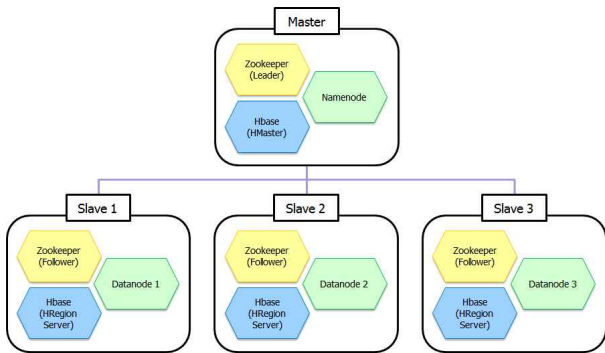 Master
Zookeeper
(Leader)
Namenode
Hbase
(HMaster)
Slave 1
Zookeeper
(Follower)
Datanode 1
Hbase
(HRegion
Server)
Slave 2
Zookeeper
(Follower)
Datanode 2
Hbase
(HRegion
Server)
Slave 3
Zookeeper
(Follower)
Datanode 3
Hbase
(HRegion
Server)